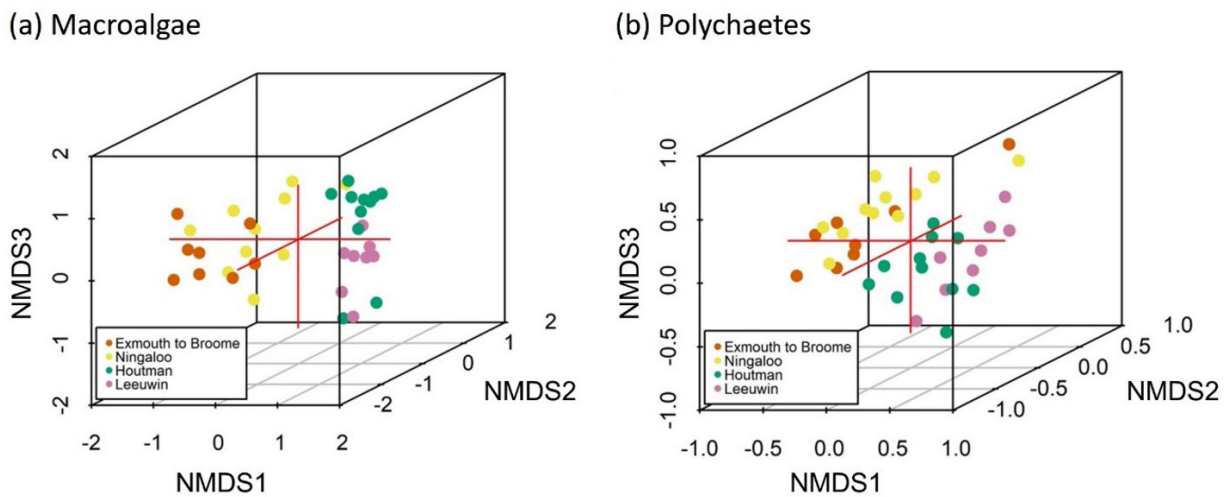 (a) Macroalgae
2
1
0
-1
-2
NMDS3
Exmouth to Broome
Ningaloo
Houtman
Leeuwin
-2
-1
0
1
2
NMDS1
-2
-1
0
1
2
NMDS2
(b) Polychaetes
1.0
0.5
0.0
-0.5
-1.0
NMDS3
Exmouth to Broome
Ningaloo
Houtman
Leeuwin
-1.0
-0.5
0.0
0.5
1.0
NMDS1
-1.0
-0.5
0.0
0.5
1.0
NMDS2